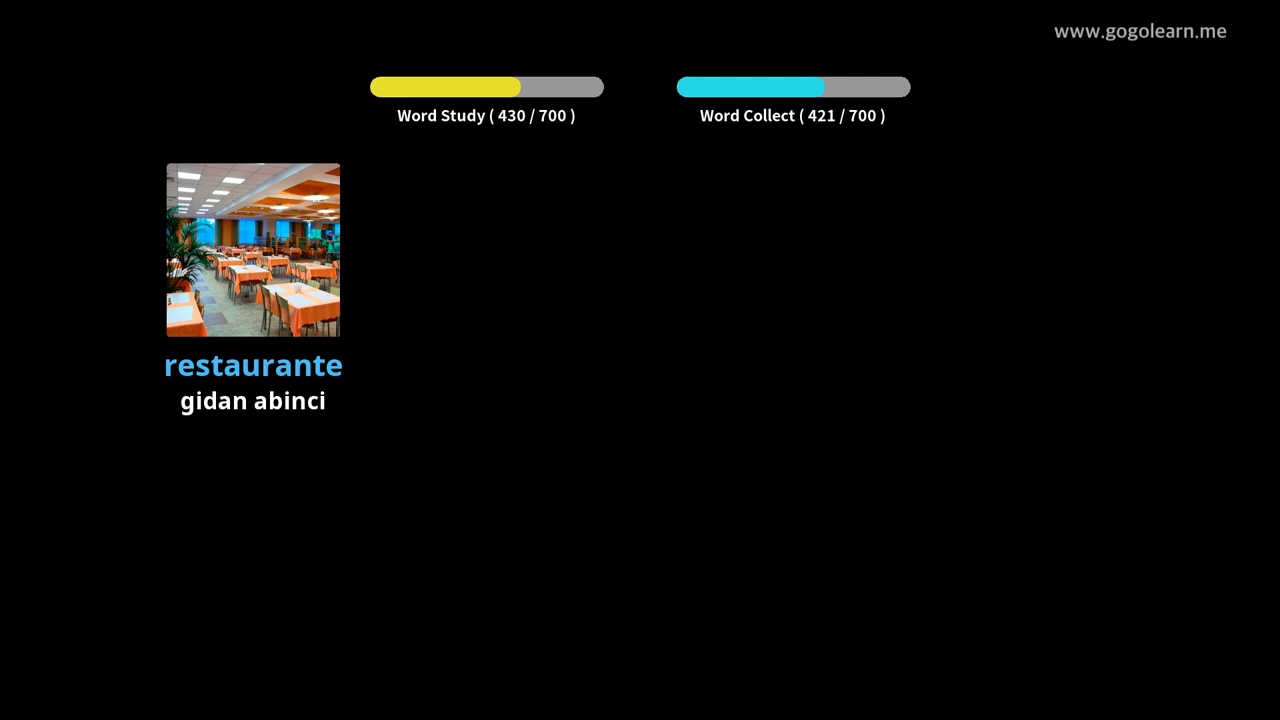 www.gogolearn.me
Word Study ( 430 / 700 )
Word Collect ( 421 / 700 )
restaurante
gidan abinci